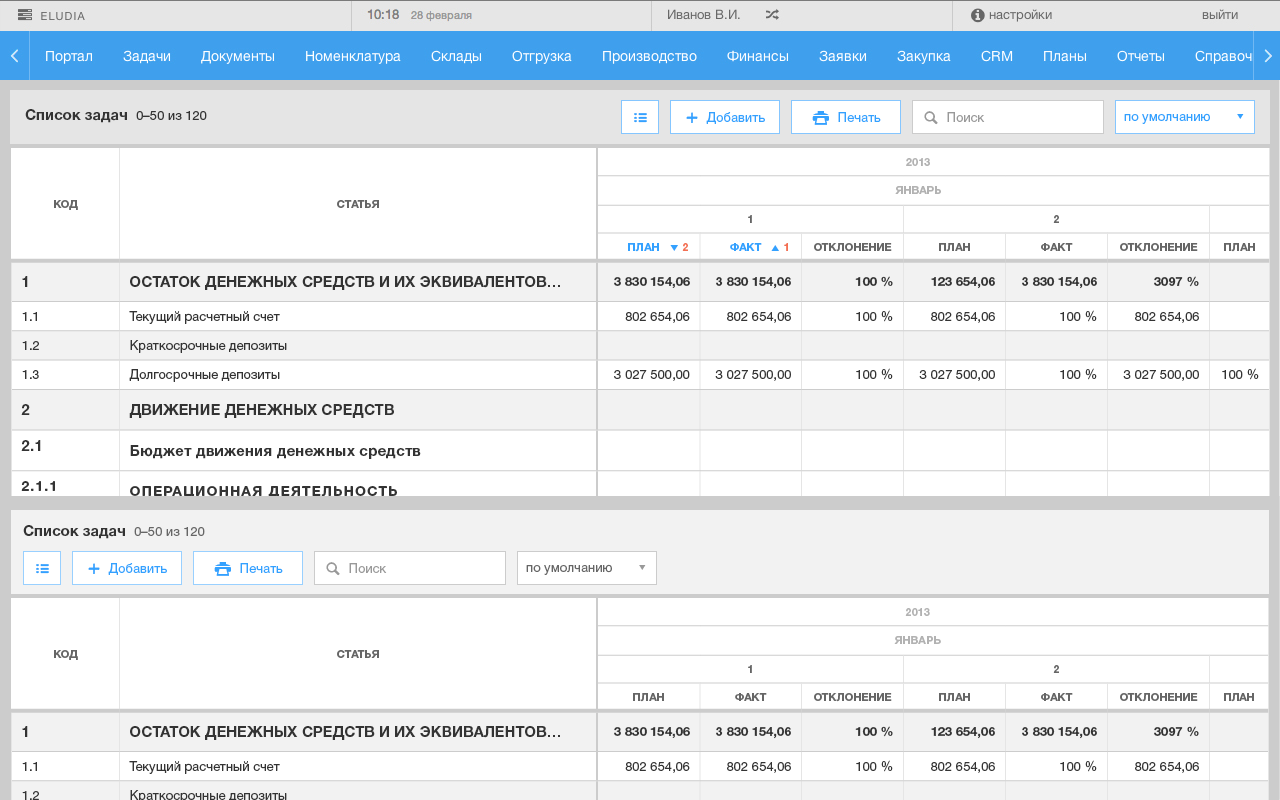 ELUDIA 10:18 28 февраля Иванов В.И. настройки выйти
Портал Задачи Документы Номенклатура Склады Отгрузка Производство Финансы Заявки Закупка CRM Планы Отчеты Справоч
Список задач 0–50 из 120 Добавить Печать Поиск по умолчанию
2013
ЯНВАРЬ
КОД СТАТЬЯ
1 2
ПЛАН 2 ФАКТ 1 ОТКЛОНЕНИЕ ПЛАН ФАКТ ОТКЛОНЕНИЕ ПЛАН
1 ОСТАТОК ДЕНЕЖНЫХ СРЕДСТВ И ИХ ЭКВИВАЛЕНТОВ... 3 830 154,06 3 830 154,06 100 % 123 654,06 3 830 154,06 3097 %
1.1 Текущий расчетный счет 802 654,06 802 654,06 100 % 802 654,06 100 % 802 654,06
1.2 Краткосрочные депозиты
1.3 Долгосрочные депозиты 3 027 500,00 3 027 500,00 100 % 3 027 500,00 100 % 3 027 500,00 100 %
2 ДВИЖЕНИЕ ДЕНЕЖНЫХ СРЕДСТВ
2.1 Бюджет движения денежных средств
2.1.1 ОПЕРАЦИОННАЯ ДЕЯТЕЛЬНОСТЬ
Список задач 0–50 из 120
Добавить Печать Поиск по умолчанию
2013
ЯНВАРЬ
КОД СТАТЬЯ
1 2
ПЛАН ФАКТ ОТКЛОНЕНИЕ ПЛАН ФАКТ ОТКЛОНЕНИЕ ПЛАН
1 ОСТАТОК ДЕНЕЖНЫХ СРЕДСТВ И ИХ ЭКВИВАЛЕНТОВ... 3 830 154,06 3 830 154,06 100 % 123 654,06 3 830 154,06 3097 %
1.1 Текущий расчетный счет 802 654,06 802 654,06 100 % 802 654,06 100 % 802 654,06
1.2 Краткосрочные депозиты